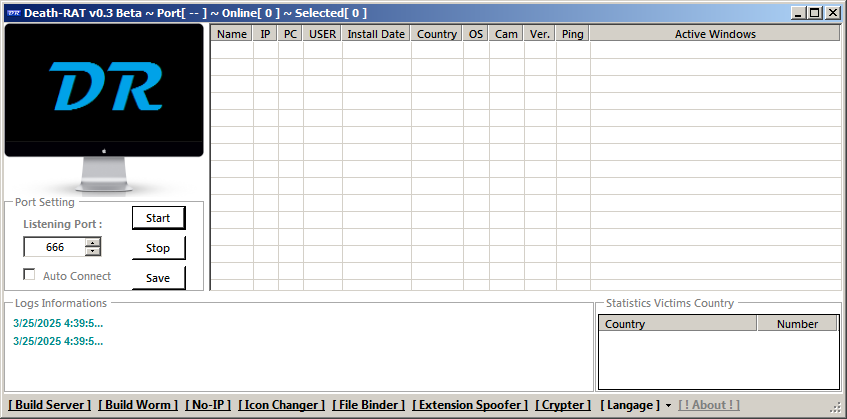 DR Death-RAT v0.3 Beta ~ Port[ -- ] ~ Online[ 0 ] ~ Selected[ 0 ]
DR
Name IP PC USER Install Date Country OS Cam Ver. Ping Active Windows
Port Setting
Listening Port :
666
Auto Connect
Start
Stop
Save
Logs Informations
3/25/2025 4:39:5...
3/25/2025 4:39:5...
Statistics Victims Country
Country Number
[ Build Server ] [ Build Worm ] [ No-IP ] [ Icon Changer ] [ File Binder ] [ Extension Spoofer ] [ Crypter ] [ Langage ] [ ! About ! ]